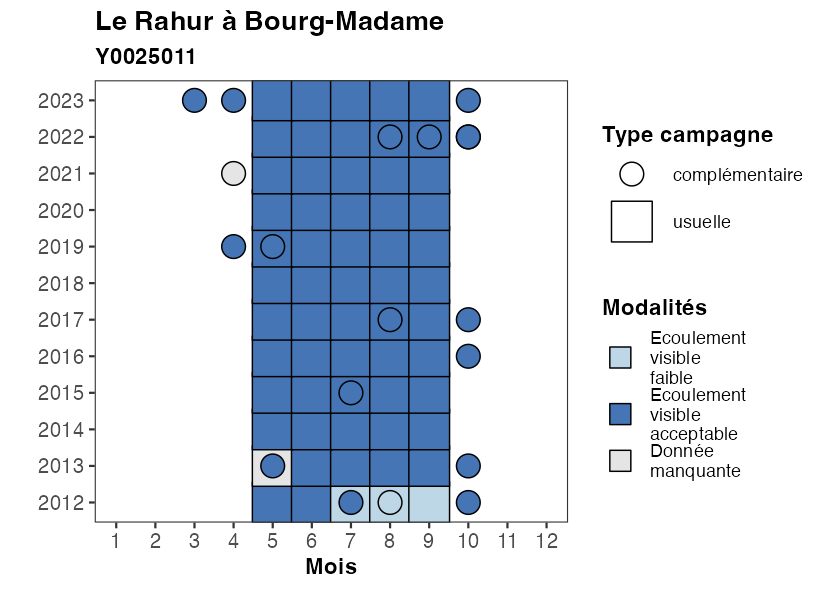 Le Rahur à Bourg-Madame
Y0025011
2023
2022
2021
2020
2019
2018
2017
2016
2015
2014
2013
2012
1 2 3 4 5 6 7 8 9 10 11 12
Mois
Type campagne
complémentaire
usuelle
Modalités
Ecoulement
visible
faible
Ecoulement
visible
acceptable
Donnée
manquante